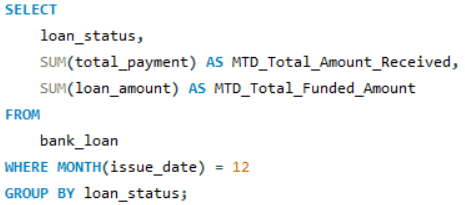 SELECT
loan_status,
SUM(total_payment) AS MTD_Total_Amount_Received,
SUM(loan_amount) AS MTD_Total_Funded_Amount
FROM
bank_loan
WHERE MONTH(issue_date) = 12
GROUP BY loan_status;